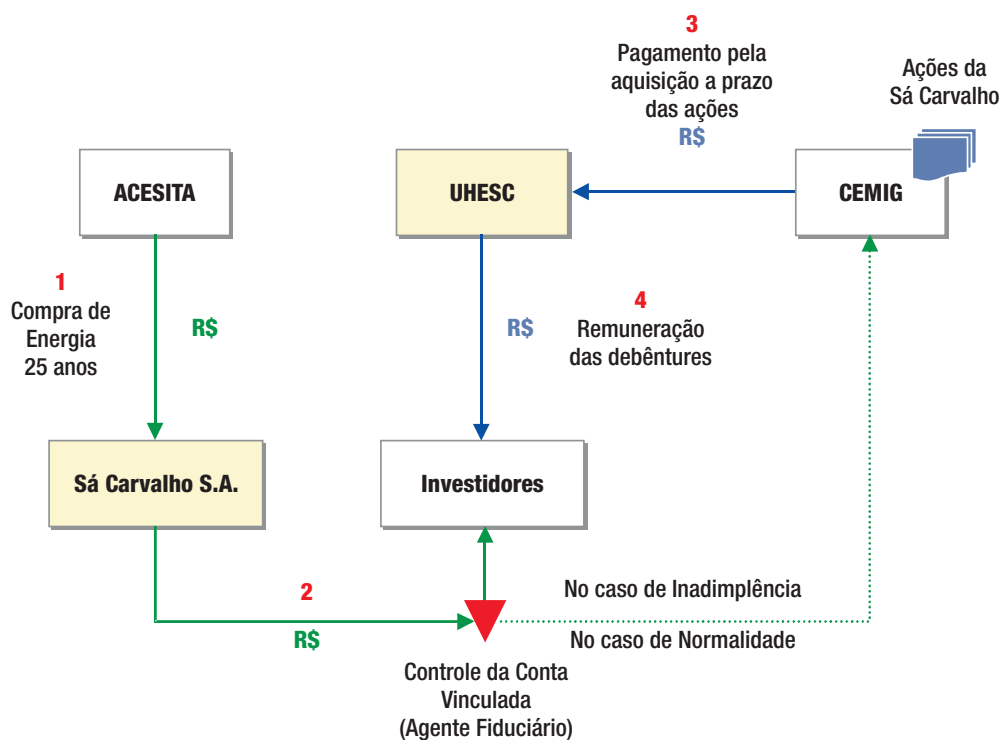 3
Pagamento pela
aquisição a prazo
das ações
R$
Ações da
Sá Carvalho
ACESITA
UHESC
CEMIG
1
Compra de
Energia
25 anos
R$
R$
4
Remuneração
das debêntures
Sá Carvalho S.A.
Investidores
2
R$
No caso de Inadimplência
No caso de Normalidade
Controle da Conta
Vinculada
(Agente Fiduciário)